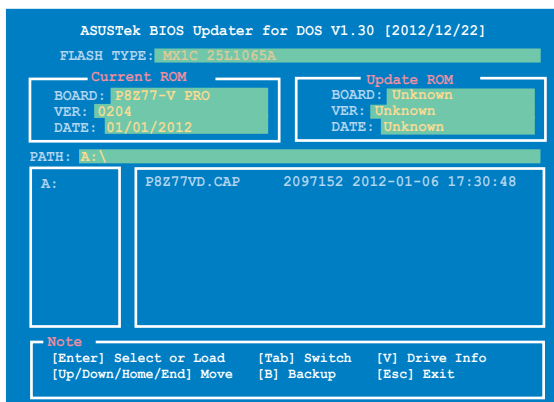 ASUSTek BIOS Updater for DOS V1.30 [2012/12/22]
FLASH TYPE: MX1C 25L1065A
Current ROM
BOARD: P8Z77-V PRO
VER: 0204
DATE: 01/01/2012
Update ROM
BOARD: Unknown
VER: Unknown
DATE: Unknown
PATH: A:\
A:
P8Z77VD.CAP 2097152 2012-01-06 17:30:48
Note
[Enter] Select or Load [Tab] Switch [V] Drive Info
[Up/Down/Home/End] Move [B] Backup [Esc] Exit